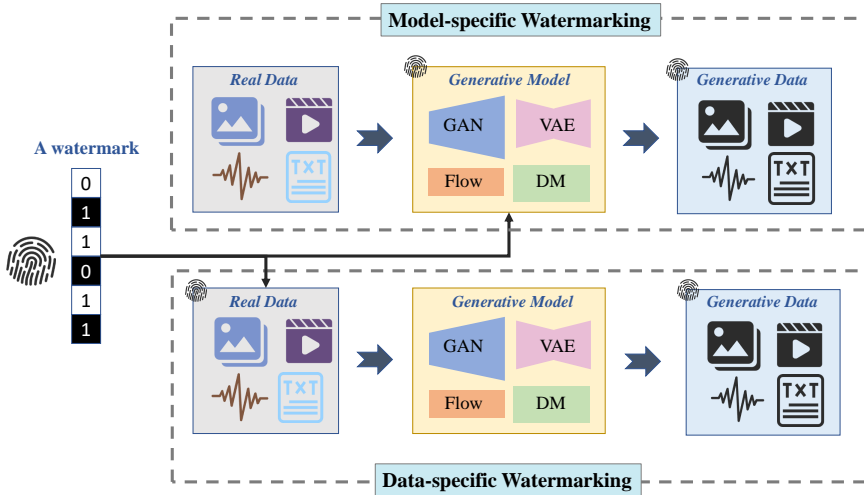 Model-specific Watermarking
Real Data
Generative Model
Generative Data
GAN
VAE
TXT
TXT
Flow
DM
A watermark
0
1
1
0
1
1
Real Data
Generative Model
Generative Data
GAN
VAE
TXT
TXT
Flow
DM
Data-specific Watermarking